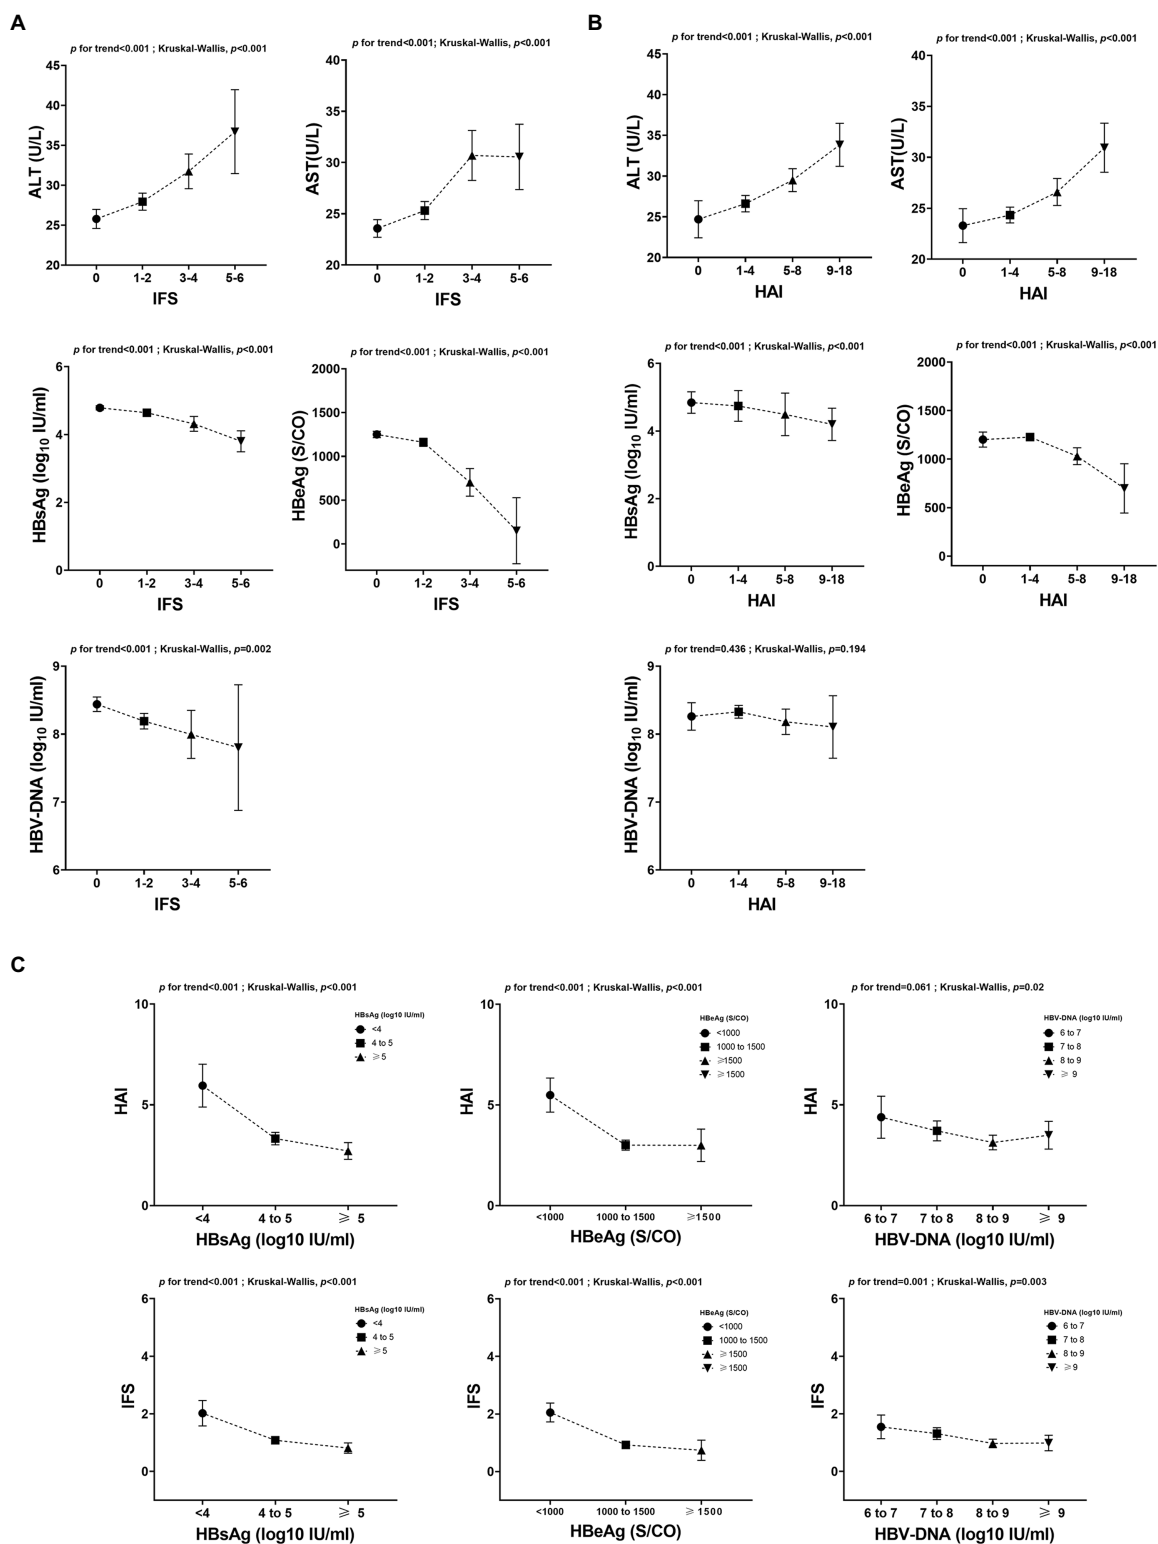 A
p for trend<0.001 ; Kruskal-Wallis, p<0.001
ALT (U/L)
45
40
35
30
25
20
0 1-2 3-4 5-6
IFS
p for trend<0.001; Kruskal-Wallis, p<0.001
AST(U/L)
40
35
30
25
20
0 1-2 3-4 5-6
IFS
p for trend<0.001 ; Kruskal-Wallis, p<0.001
HBsAg (log10 IU/ml)
6
4
2
0
0 1-2 3-4 5-6
IFS
p for trend<0.001 ; Kruskal-Wallis, p<0.001
HBeAg (S/CO)
2000
1500
1000
500
0
0 1-2 3-4 5-6
IFS
p for trend<0.001 ; Kruskal-Wallis, p=0.002
HBV-DNA (log10 IU/ml)
9
8
7
6
0 1-2 3-4 5-6
IFS
B
p for trend<0.001 ; Kruskal-Wallis, p<0.001
ALT (U/L)
45
40
35
30
25
20
0 1-4 5-8 9-18
HAI
p for trend<0.001 ; Kruskal-Wallis, p<0.001
AST(U/L)
40
35
30
25
20
0 1-4 5-8 9-18
HAI
p for trend<0.001 ; Kruskal-Wallis, p<0.001
HBsAg (log10 IU/ml)
6
4
2
0
0 1-4 5-8 9-18
HAI
p for trend<0.001 ; Kruskal-Wallis, p<0.001
HBeAg (S/CO)
2000
1500
1000
500
0
0 1-4 5-8 9-18
HAI
p for trend=0.436 ; Kruskal-Wallis, p=0.194
HBV-DNA (log10 IU/ml)
9
8
7
6
0 1-4 5-8 9-18
HAI
C
p for trend<0.001 ; Kruskal-Wallis, p<0.001
HAI
10
5
0
HBsAg (log10 IU/ml)
<4
4 to 5
⩾5
<4 4 to 5 ⩾ 5
HBsAg (log10 IU/ml)
p for trend<0.001 ; Kruskal-Wallis, p<0.001
HAI
10
5
0
HBeAg (S/CO)
<1000
1000 to 1500
⩾1500
⩾1500
<1000 1000 to 1500 ⩾1500
HBeAg (S/CO)
p for trend=0.061 ; Kruskal-Wallis, p=0.02
HAI
10
5
0
HBV-DNA (log10 IU/ml)
6 to 7
7 to 8
8 to 9
⩾ 9
6 to 7 7 to 8 8 to 9 ⩾ 9
HBV-DNA (log10 IU/ml)
p for trend<0.001 ; Kruskal-Wallis, p<0.001
IFS
6
4
2
0
HBsAg (log10 IU/ml)
<4
4 to 5
⩾5
<4 4 to 5 ⩾ 5
HBsAg (log10 IU/ml)
p for trend<0.001 ; Kruskal-Wallis, p<0.001
IFS
6
4
2
0
HBeAg (S/CO)
<1000
1000 to 1500
⩾1500
⩾1500
<1000 1000 to 1500 ⩾1500
HBeAg (S/CO)
p for trend=0.001 ; Kruskal-Wallis, p=0.003
IFS
6
4
2
0
HBV-DNA (log10 IU/ml)
6 to 7
7 to 8
8 to 9
⩾9
6 to 7 7 to 8 8 to 9 ⩾ 9
HBV-DNA (log10 IU/ml)